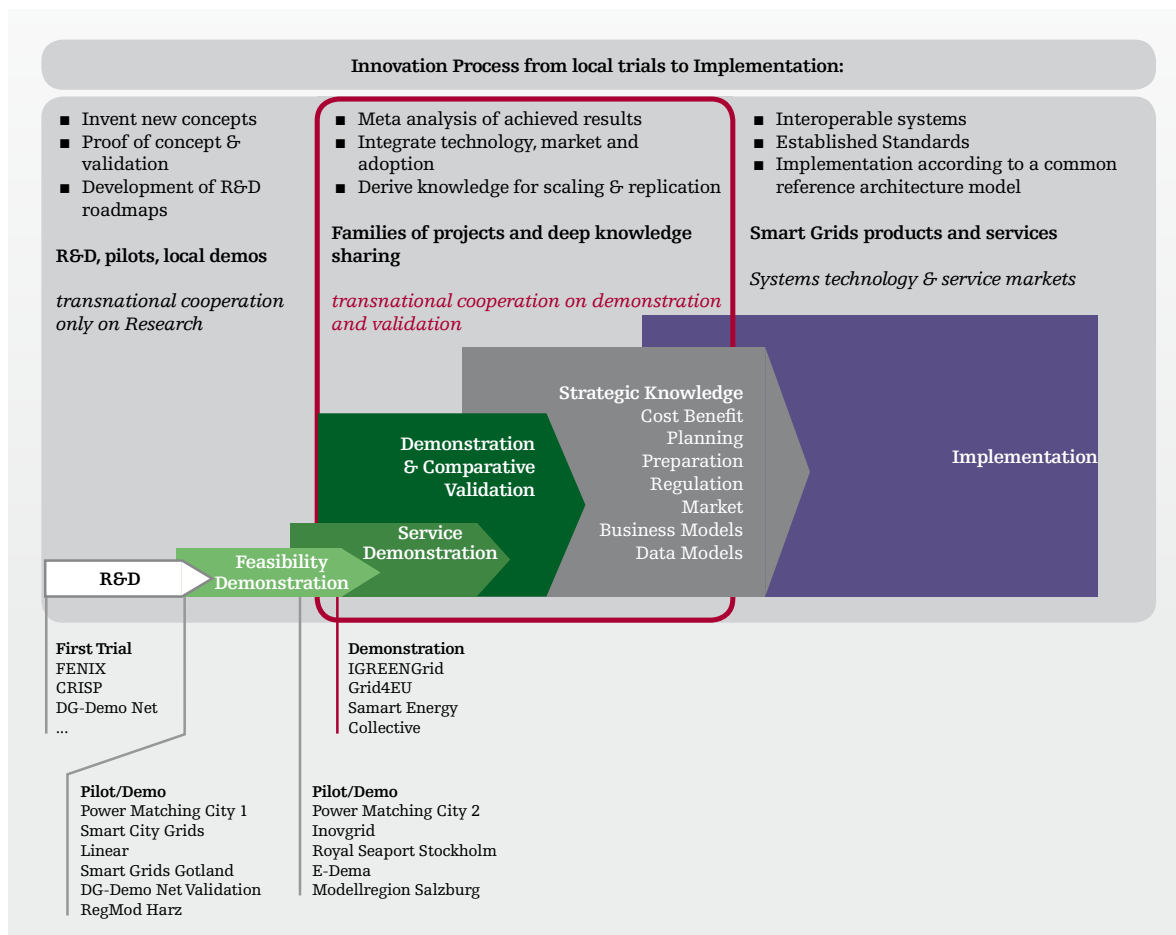 Innovation Process from local trials to Implementation:
■ Invent new concepts
■ Proof of concept &
validation
■ Development of R&D
roadmaps
R&D, pilots, local demos
transnational cooperation
only on Research
■ Meta analysis of achieved results
■ Integrate technology, market and
adoption
■ Derive knowledge for scaling & replication
Families of projects and deep knowledge
sharing
transnational cooperation on demonstration
and validation
■ Interoperable systems
■ Established Standards
■ Implementation according to a common
reference architecture model
Smart Grids products and services
Systems technology & service markets
R&D
Feasibility
Demonstration
Service
Demonstration
Demonstration
& Comparative
Validation
Strategic Knowledge
Cost Benefit
Planning
Preparation
Regulation
Market
Business Models
Data Models
Implementation
First Trial
FENIX
CRISP
DG-Demo Net
...
Demonstration
IGREENGrid
Grid4EU
Samart Energy
Collective
Pilot/Demo
Power Matching City 1
Smart City Grids
Linear
Smart Grids Gotland
DG-Demo Net Validation
RegMod Harz
Pilot/Demo
Power Matching City 2
Inovgrid
Royal Seaport Stockholm
E-Dema
Modellregion Salzburg